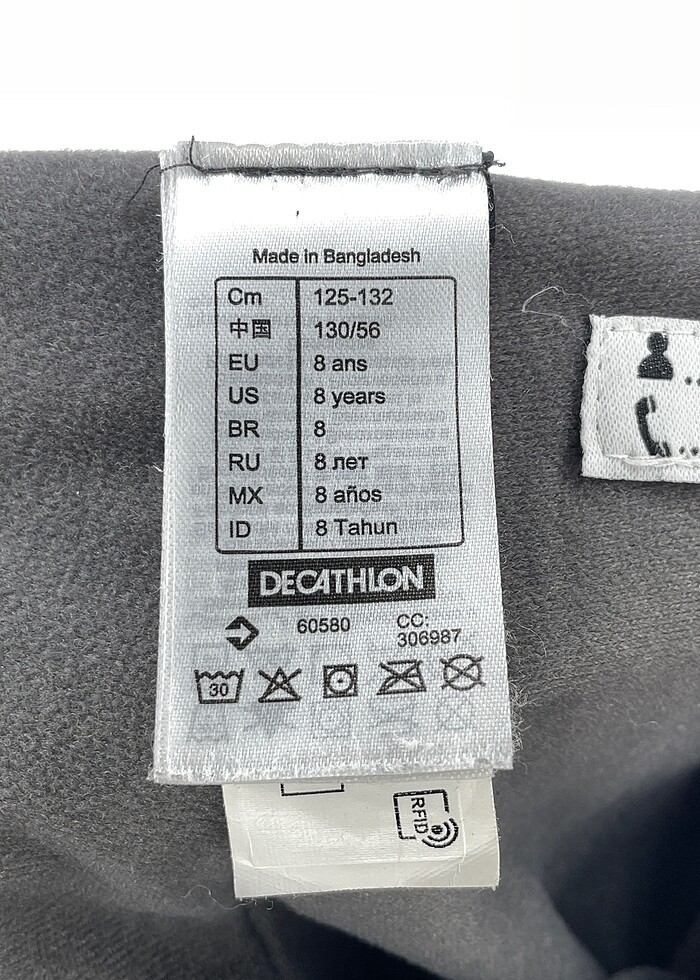 Made in Bangladesh
Cm 125-132
中国 130/56
EU 8 ans
US 8 years
BR 8
RU 8 лет
MX 8 años
ID 8 Tahun
DECATHLON
60580 CC:
306987
30
RFID